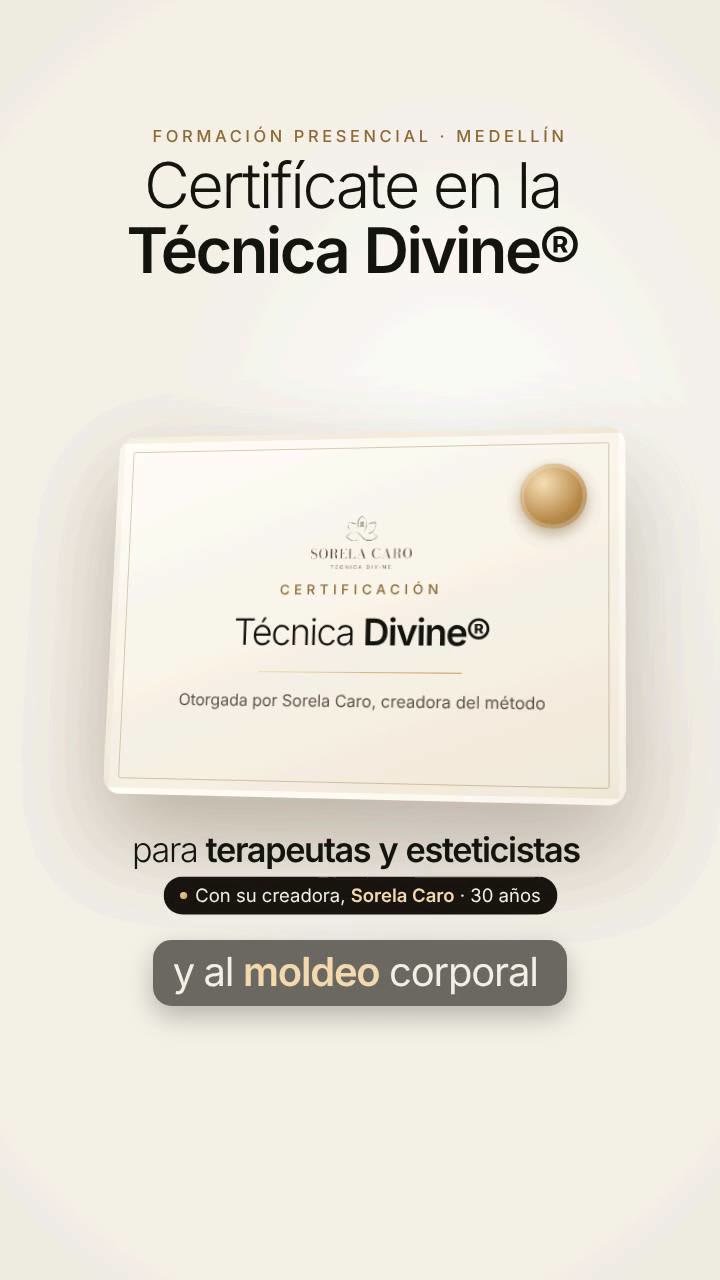 FORMACIÓN PRESENCIAL · MEDELLÍN
Certifícate en la
Técnica Divine®
SORELA CARO
TÉCNICA DIVINE
CERTIFICACIÓN
Técnica Divine®
Otorgada por Sorela Caro, creadora del método
para terapeutas y esteticistas
Con su creadora, Sorela Caro · 30 años
y al moldeo corporal